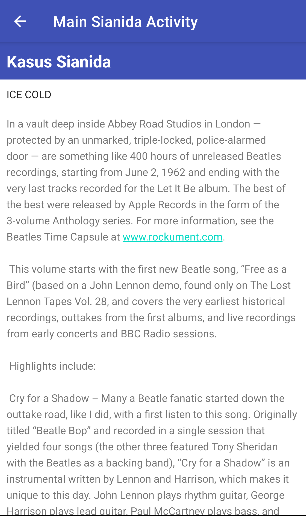 Main Sianida Activity
Kasus Sianida
ICE COLD
In a vault deep inside Abbey Road Studios in London —
protected by an unmarked, triple-locked, police-alarmed
door — are something like 400 hours of unreleased Beatles
recordings, starting from June 2, 1962 and ending with the
very last tracks recorded for the Let It Be album. The best of
the best were released by Apple Records in the form of the
3-volume Anthology series. For more information, see the
Beatles Time Capsule at www.rockument.com.
This volume starts with the first new Beatle song, “Free as a
Bird” (based on a John Lennon demo, found only on The Lost
Lennon Tapes Vol. 28, and covers the very earliest historical
recordings, outtakes from the first albums, and live recordings
from early concerts and BBC Radio sessions.
Highlights include:
Cry for a Shadow – Many a Beatle fanatic started down the
outtake road, like I did, with a first listen to this song. Originally
titled “Beatle Bop” and recorded in a single session that
yielded four songs (the other three featured Tony Sheridan
with the Beatles as a backing band), “Cry for a Shadow” is an
instrumental written by Lennon and Harrison, which makes it
unique to this day. John Lennon plays rhythm guitar, George
Harrison plays lead guitar, Paul McCartney plays bass, and